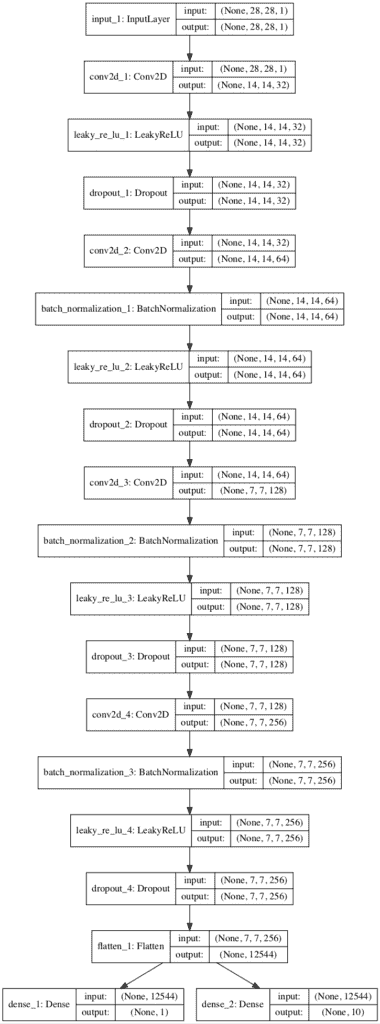 input_1: InputLayer input: (None, 28, 28, 1)
output: (None, 28, 28, 1)
conv2d_1: Conv2D input: (None, 28, 28, 1)
output: (None, 14, 14, 32)
leaky_re_lu_1: LeakyReLU input: (None, 14, 14, 32)
output: (None, 14, 14, 32)
dropout_1: Dropout input: (None, 14, 14, 32)
output: (None, 14, 14, 32)
conv2d_2: Conv2D input: (None, 14, 14, 32)
output: (None, 14, 14, 64)
batch_normalization_1: BatchNormalization input: (None, 14, 14, 64)
output: (None, 14, 14, 64)
leaky_re_lu_2: LeakyReLU input: (None, 14, 14, 64)
output: (None, 14, 14, 64)
dropout_2: Dropout input: (None, 14, 14, 64)
output: (None, 14, 14, 64)
conv2d_3: Conv2D input: (None, 14, 14, 64)
output: (None, 7, 7, 128)
batch_normalization_2: BatchNormalization input: (None, 7, 7, 128)
output: (None, 7, 7, 128)
leaky_re_lu_3: LeakyReLU input: (None, 7, 7, 128)
output: (None, 7, 7, 128)
dropout_3: Dropout input: (None, 7, 7, 128)
output: (None, 7, 7, 128)
conv2d_4: Conv2D input: (None, 7, 7, 128)
output: (None, 7, 7, 256)
batch_normalization_3: BatchNormalization input: (None, 7, 7, 256)
output: (None, 7, 7, 256)
leaky_re_lu_4: LeakyReLU input: (None, 7, 7, 256)
output: (None, 7, 7, 256)
dropout_4: Dropout input: (None, 7, 7, 256)
output: (None, 7, 7, 256)
flatten_1: Flatten input: (None, 7, 7, 256)
output: (None, 12544)
dense_1: Dense input: (None, 12544)
output: (None, 1)
dense_2: Dense input: (None, 12544)
output: (None, 10)